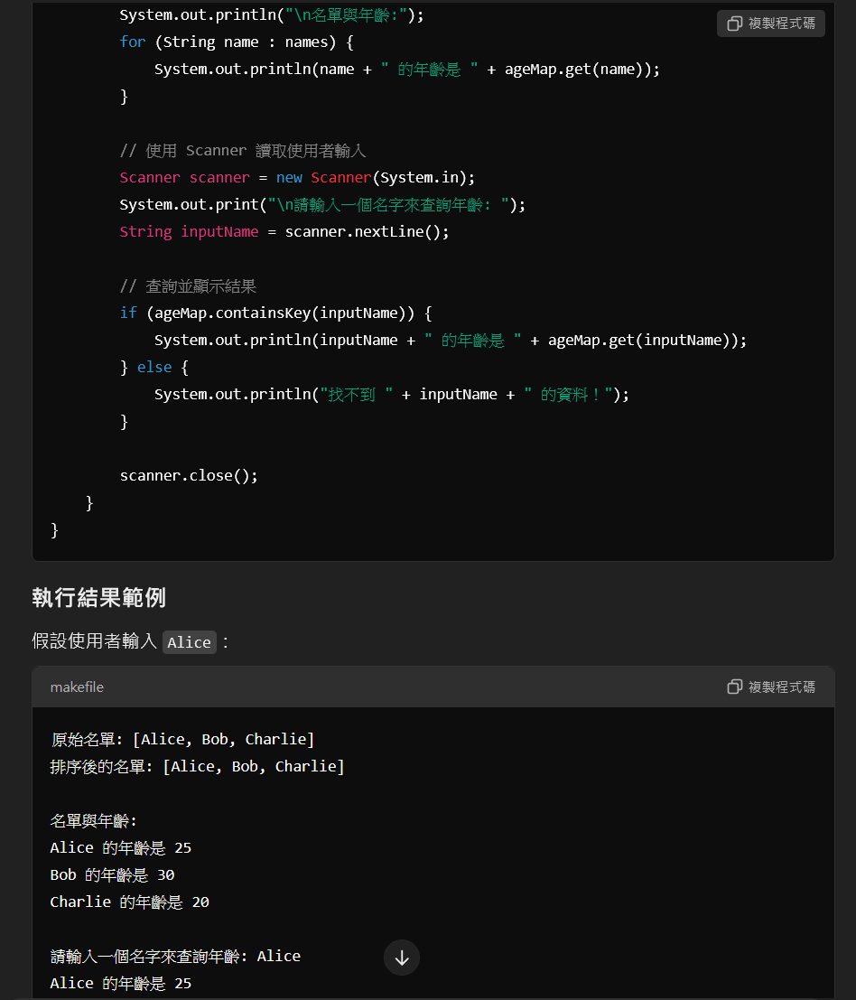 System.out.println("\n名單與年齡:");
複製程式碼
for (String name : names) {
System.out.println(name + " 的年齡是 " + ageMap.get(name));
}
// 使用 Scanner 讀取使用者輸入
Scanner scanner = new Scanner(System.in);
System.out.print("\n請輸入一個名字來查詢年齡: ");
String inputName = scanner.nextLine();
// 查詢並顯示結果
if (ageMap.containsKey(inputName)) {
System.out.println(inputName + " 的年齡是 " + ageMap.get(inputName));
} else {
System.out.println("找不到 " + inputName + " 的資料！");
}
scanner.close();
}
}
執行結果範例
假設使用者輸入 Alice：
makefile
複製程式碼
原始名單: [Alice, Bob, Charlie]
排序後的名單: [Alice, Bob, Charlie]
名單與年齡:
Alice 的年齡是 25
Bob 的年齡是 30
Charlie 的年齡是 20
請輸入一個名字來查詢年齡: Alice
Alice 的年齡是 25